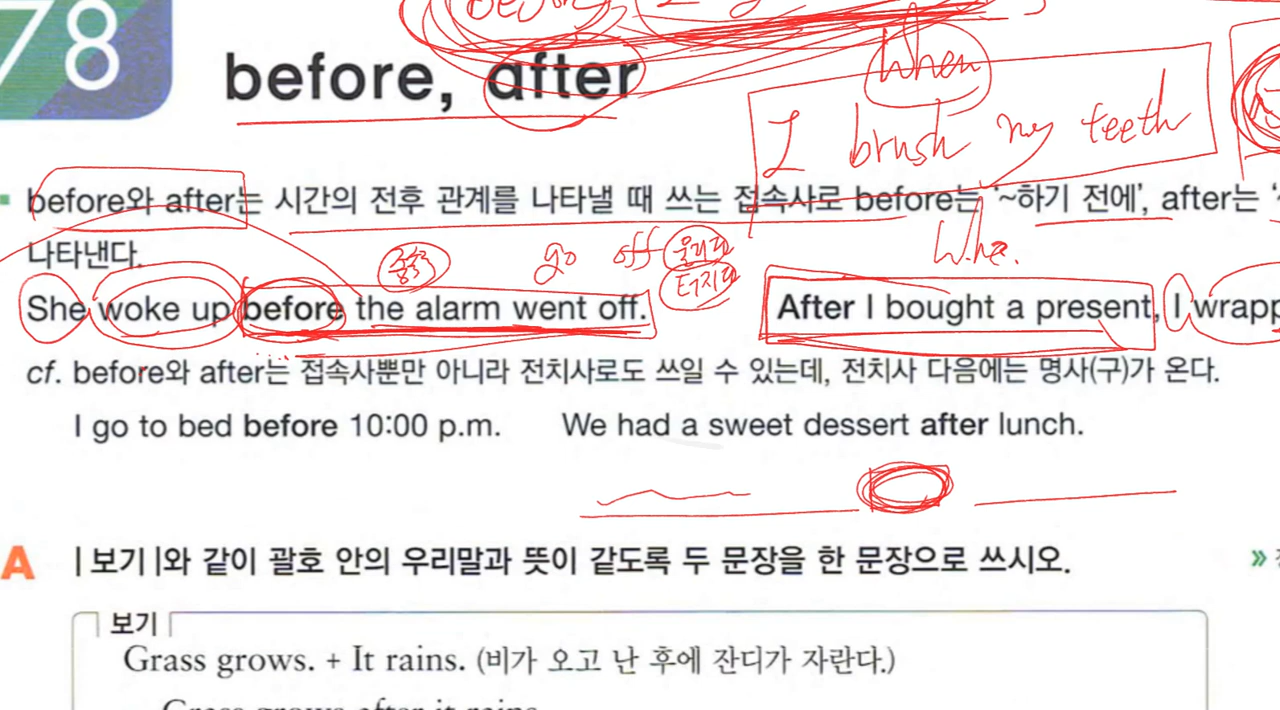 78
before, after
when
I brush my teeth
before와 after는 시간의 전후 관계를 나타낼 때 쓰는 접속사로 before는 '~하기 전에', after는 '
나타낸다.
go off 울리다
터지다
She woke up before the alarm went off. After I bought a present, I wrapp
cf. before와 after는 접속사뿐만 아니라 전치사로도 쓰일 수 있는데, 전치사 다음에는 명사(구)가 온다.
I go to bed before 10:00 p.m. We had a sweet dessert after lunch.
A | 보기 |와 같이 괄호 안의 우리말과 뜻이 같도록 두 문장을 한 문장으로 쓰시오. »
보기
Grass grows. + It rains. (비가 오고 난 후에 잔디가 자란다.)
Grass grows after it rains.